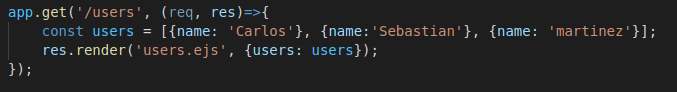 app.get('/users', (req, res)=>{
    const users = [{name: 'Carlos'}, {name:'Sebastian'}, {name: 'martinez'}];
    res.render('users.ejs', {users: users});
});